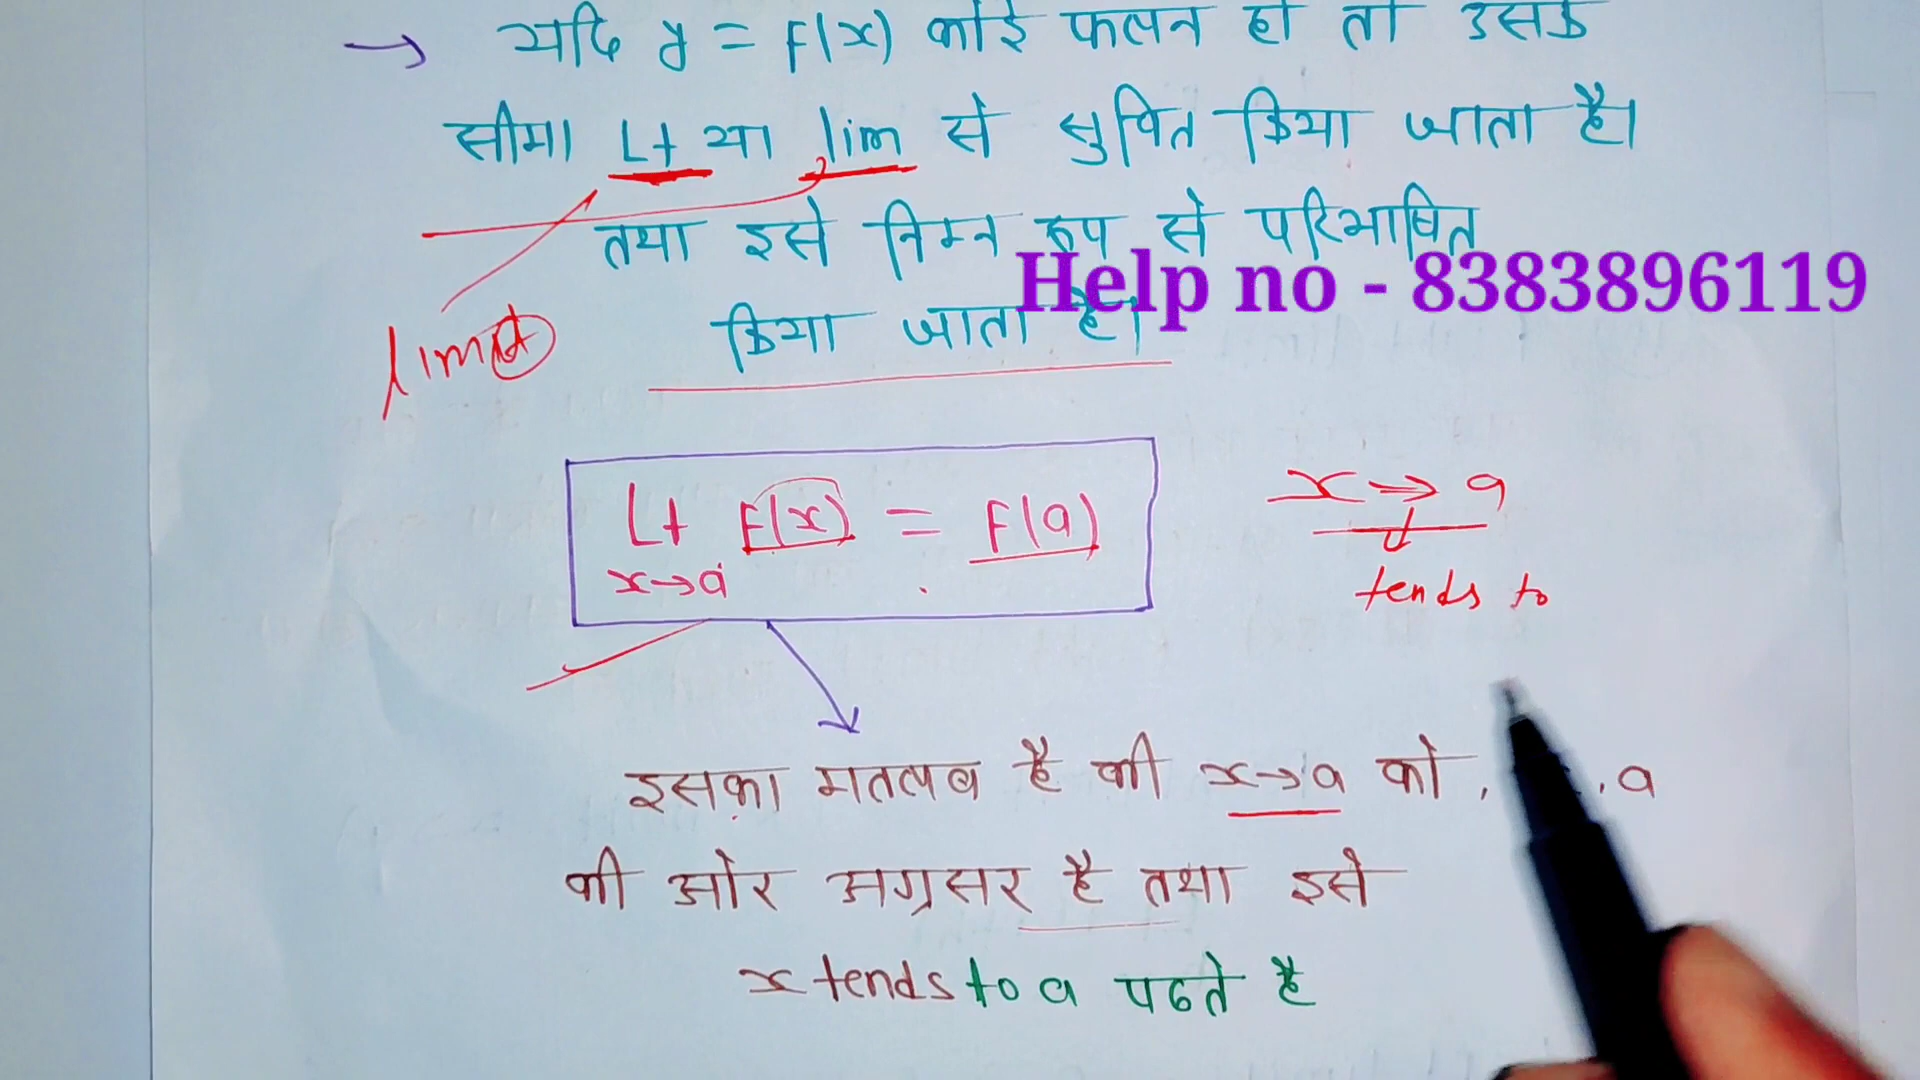 → यदि y = F(x) कोई फलन हो तो उसके
सीमा Lt या lim से सुचित किया जाता है।
तथा इसे निम्न रूप से परिभाषित
Help no - 8383896119
किया जाता है।
limit
Lt F(x) = F(a)
x→a
x → a
tends to
इसका मतलब है की x→a को , , a
की ओर अग्रसर है तथा इसे
x tends to a पढते है